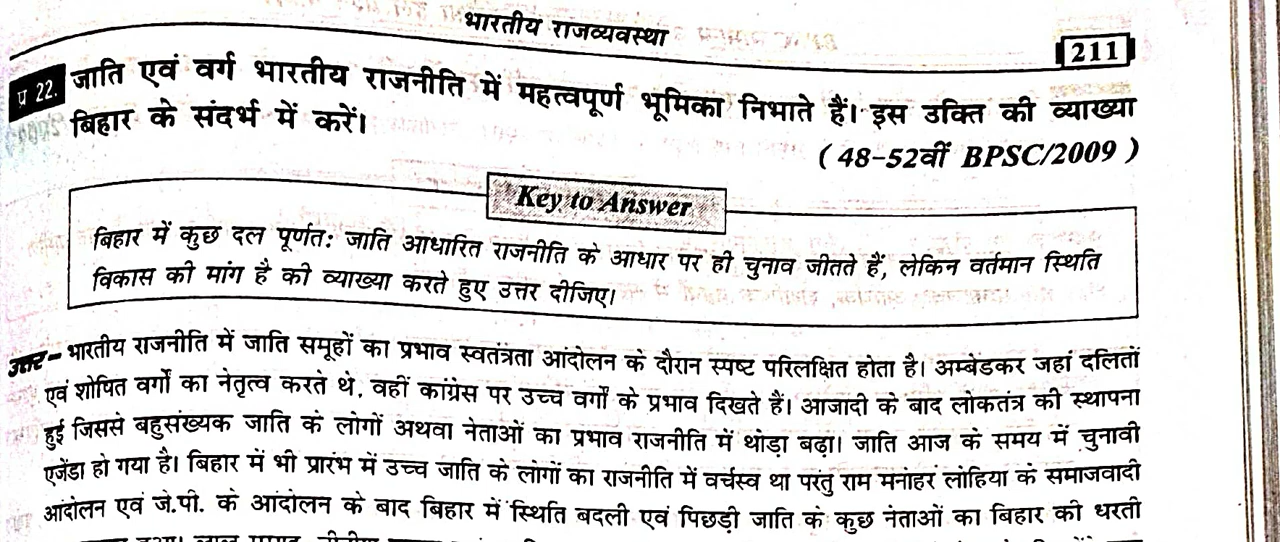 भारतीय राजव्यवस्था
211
प्र 22. जाति एवं वर्ग भारतीय राजनीति में महत्वपूर्ण भूमिका निभाते हैं। इस उक्ति की व्याख्या
बिहार के संदर्भ में करें।
( 48-52वीं BPSC/2009 )
Key to Answer
बिहार में कुछ दल पूर्णतः जाति आधारित राजनीति के आधार पर ही चुनाव जीतते हैं, लेकिन वर्तमान स्थिति
विकास की मांग है की व्याख्या करते हुए उत्तर दीजिए।
उत्तर – भारतीय राजनीति में जाति समूहों का प्रभाव स्वतंत्रता आंदोलन के दौरान स्पष्ट परिलक्षित होता है। अम्बेडकर जहां दलितों
एवं शोषित वर्गों का नेतृत्व करते थे, वहीं कांग्रेस पर उच्च वर्गों के प्रभाव दिखते हैं। आजादी के बाद लोकतंत्र की स्थापना
हुई जिससे बहुसंख्यक जाति के लोगों अथवा नेताओं का प्रभाव राजनीति में थोड़ा बढ़ा। जाति आज के समय में चुनावी
एजेंडा हो गया है। बिहार में भी प्रारंभ में उच्च जाति के लोगों का राजनीति में वर्चस्व था परंतु राम मनोहर लोहिया के समाजवादी
आंदोलन एवं जे.पी. के आंदोलन के बाद बिहार में स्थिति बदली एवं पिछड़ी जाति के कुछ नेताओं का बिहार की धरती